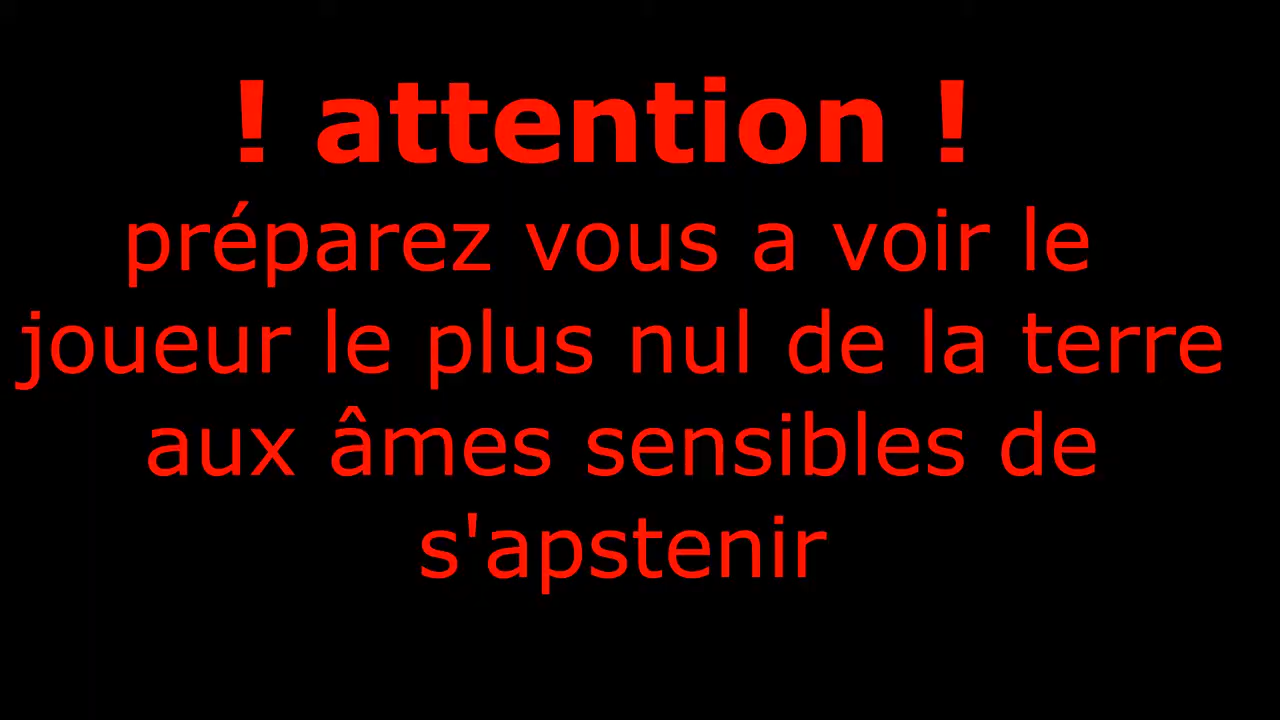 ! attention !
préparez vous a voir le
joueur le plus nul de la terre
aux âmes sensibles de
s'apstenir